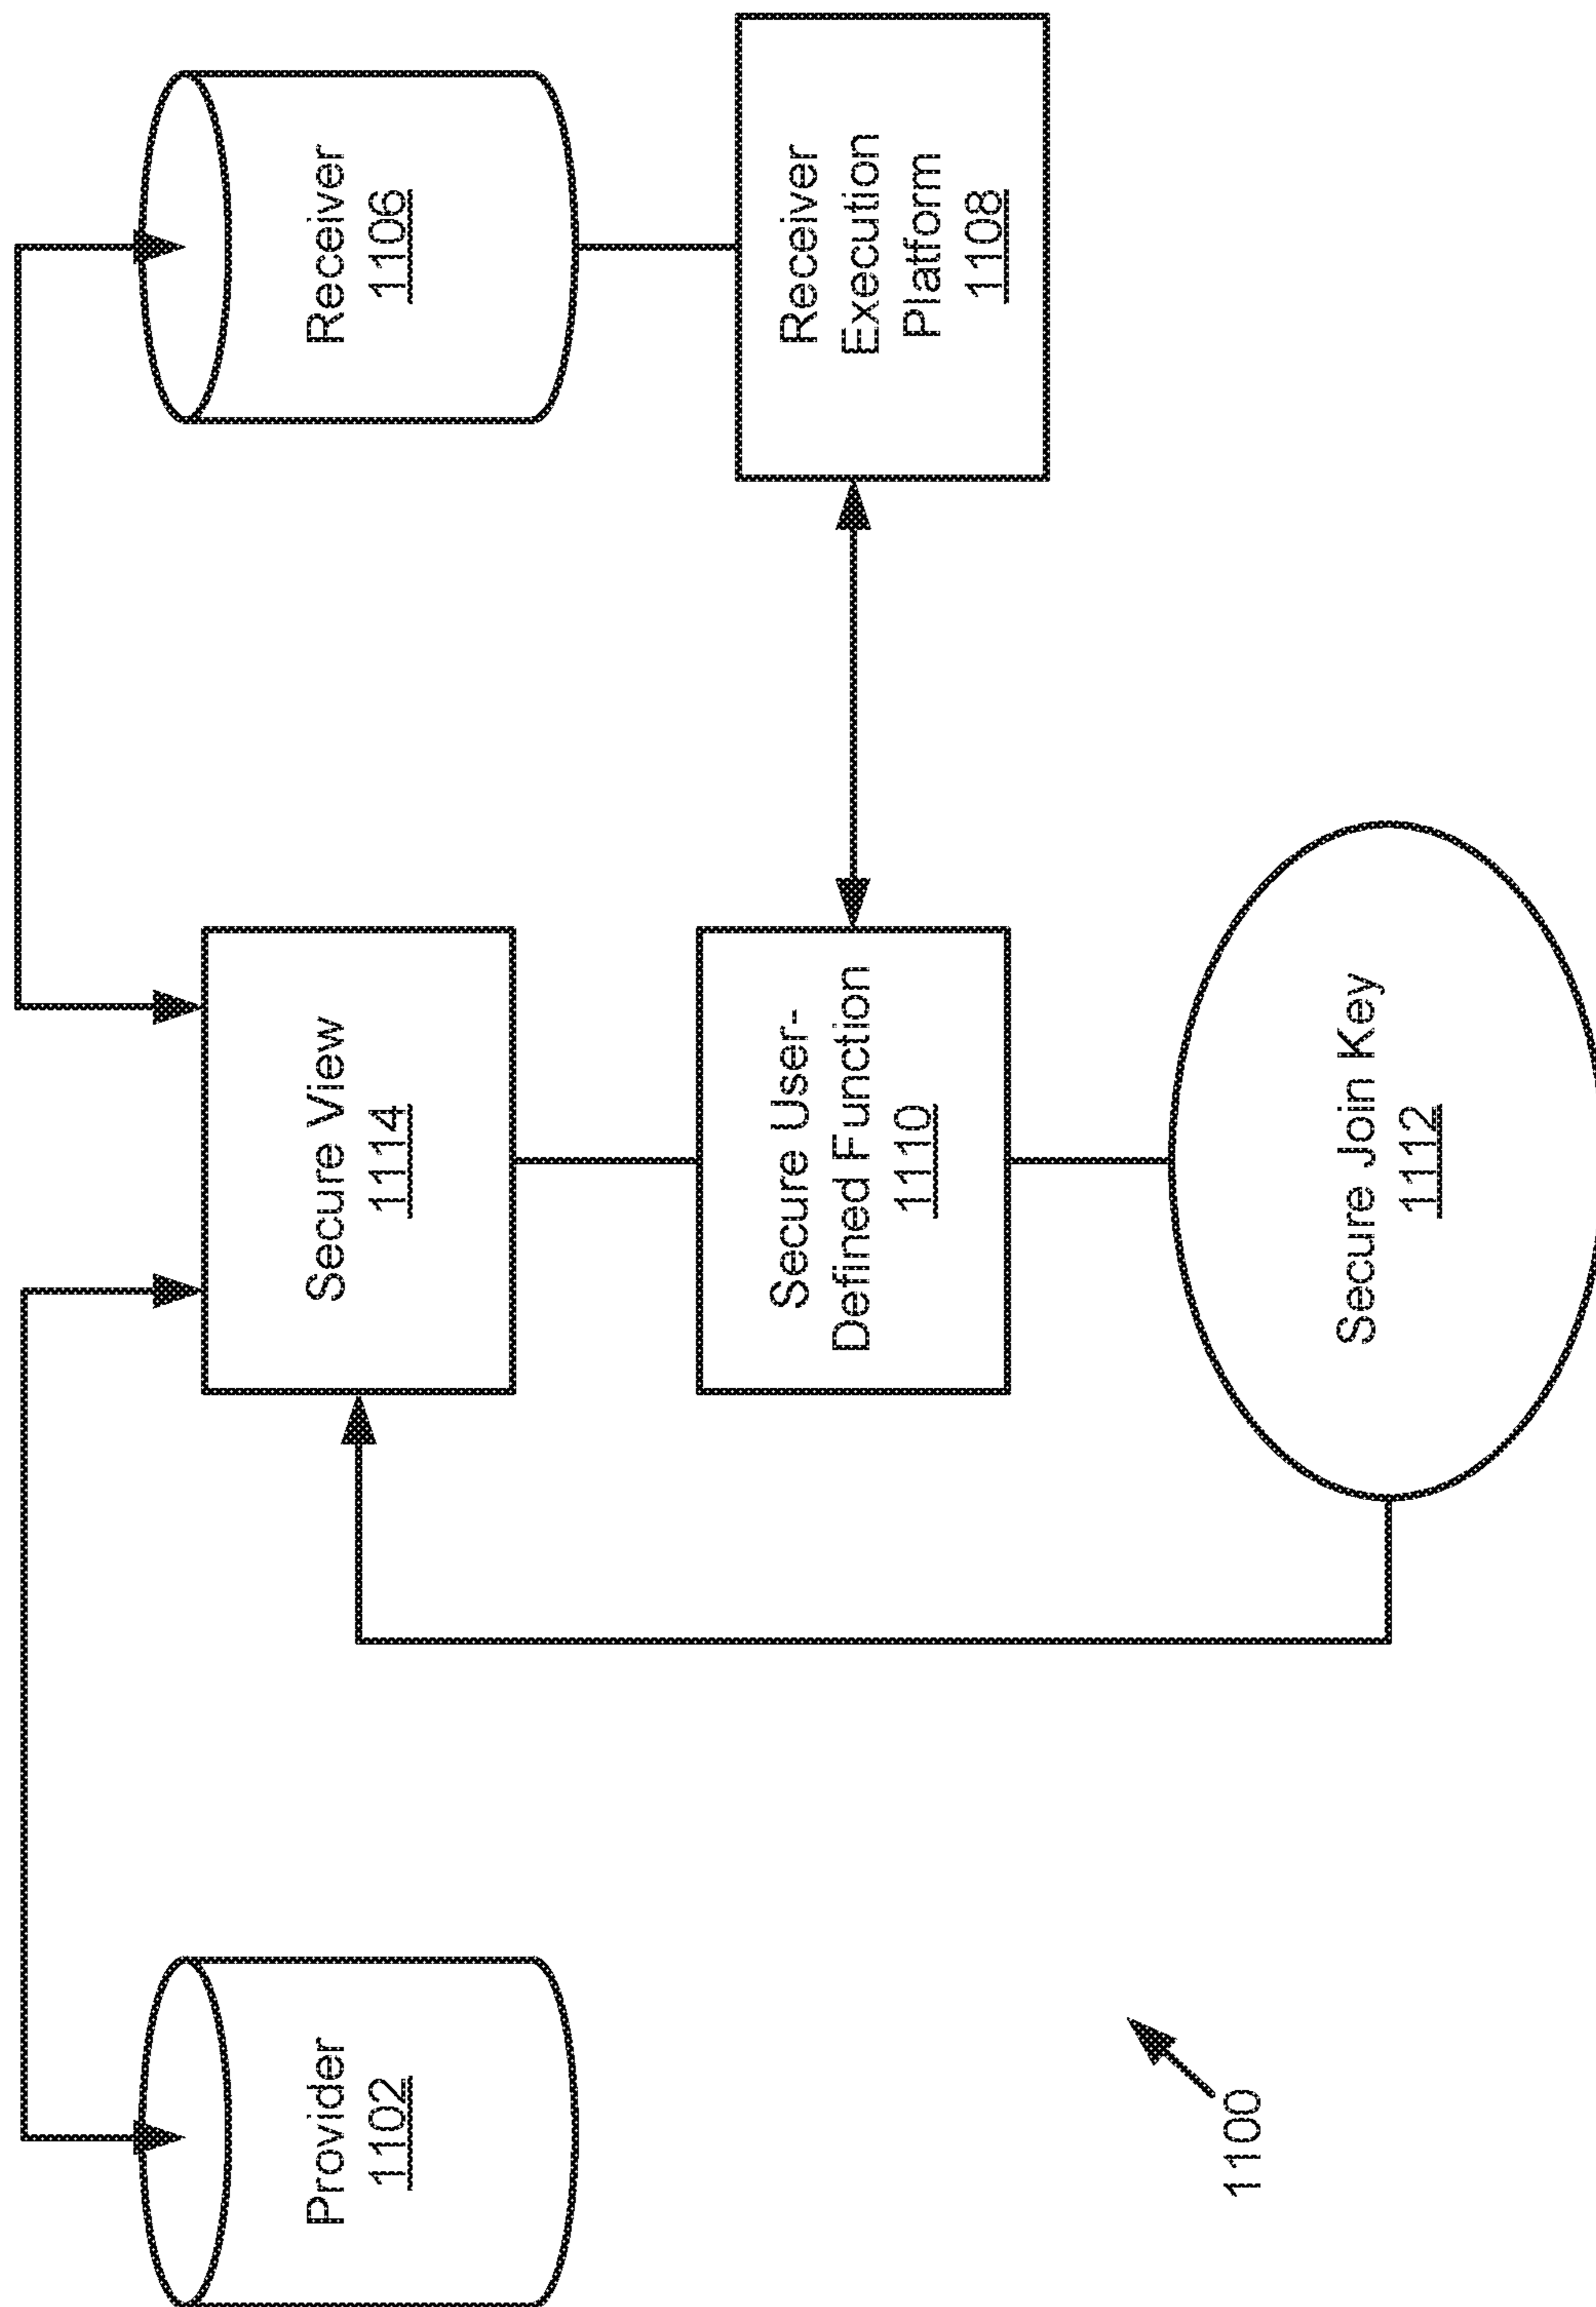 Provider
1102
Secure View
1114
Receiver
1106
Secure User-
Defined Function
1110
Receiver
Execution
Platform
1108
Secure Join Key
1112
1100